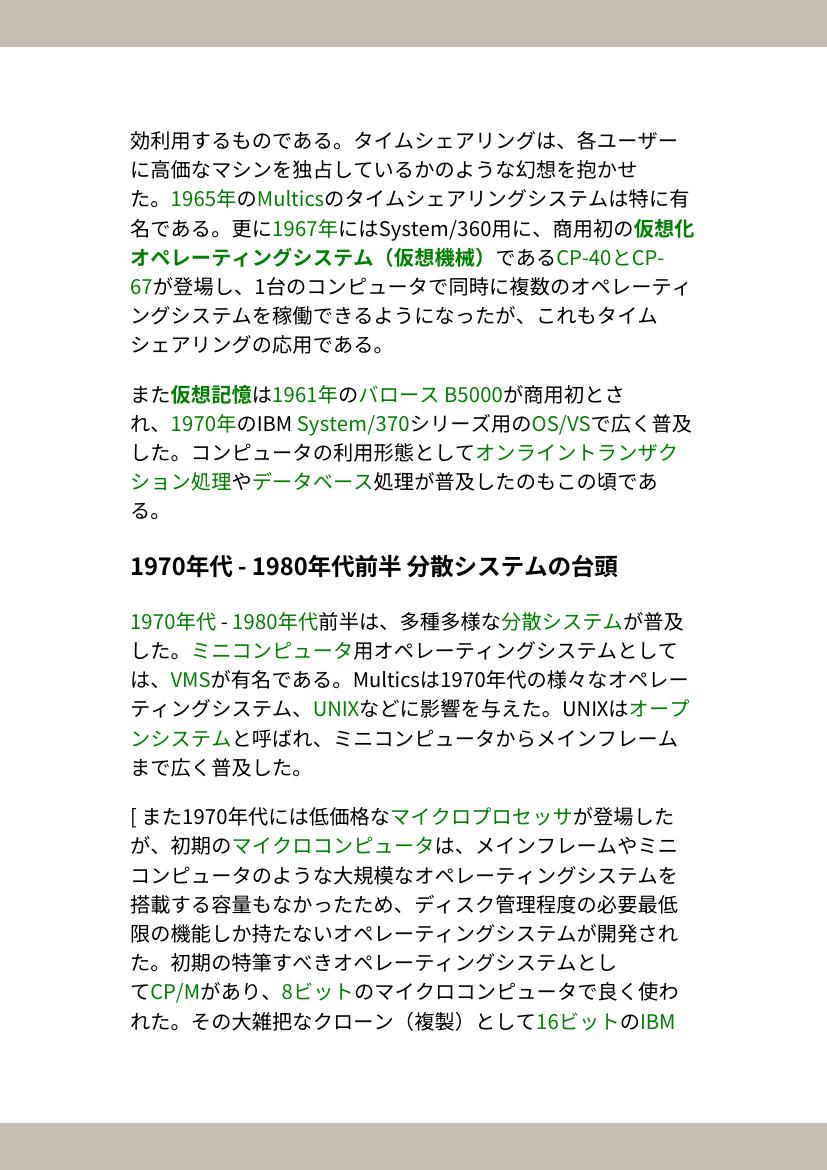 効利用するものである。タイムシェアリングは、各ユーザー
に高価なマシンを独占しているかのような幻想を抱かせ
た。1965年のMulticsのタイムシェアリングシステムは特に有
名である。更に1967年にはSystem/360用に、商用初の仮想化
オペレーティングシステム（仮想機械）であるCP-40とCP-
67が登場し、1台のコンピュータで同時に複数のオペレーティ
ングシステムを稼働できるようになったが、これもタイム
シェアリングの応用である。
また仮想記憶は1961年のバロース B5000が商用初とさ
れ、1970年のIBM System/370シリーズ用のOS/VSで広く普及
した。コンピュータの利用形態としてオンライントランザク
ション処理やデータベース処理が普及したのもこの頃であ
る。
1970年代 - 1980年代前半 分散システムの台頭
1970年代 - 1980年代前半は、多種多様な分散システムが普及
した。ミニコンピュータ用オペレーティングシステムとして
は、VMSが有名である。Multicsは1970年代の様々なオペレー
ティングシステム、UNIXなどに影響を与えた。UNIXはオープ
ンシステムと呼ばれ、ミニコンピュータからメインフレーム
まで広く普及した。
[ また1970年代には低価格なマイクロプロセッサが登場した
が、初期のマイクロコンピュータは、メインフレームやミニ
コンピュータのような大規模なオペレーティングシステムを
搭載する容量もなかったため、ディスク管理程度の必要最低
限の機能しか持たないオペレーティングシステムが開発され
た。初期の特筆すべきオペレーティングシステムとし
てCP/Mがあり、8ビットのマイクロコンピュータで良く使わ
れた。その大雑把なクローン（複製）として16ビットのIBM